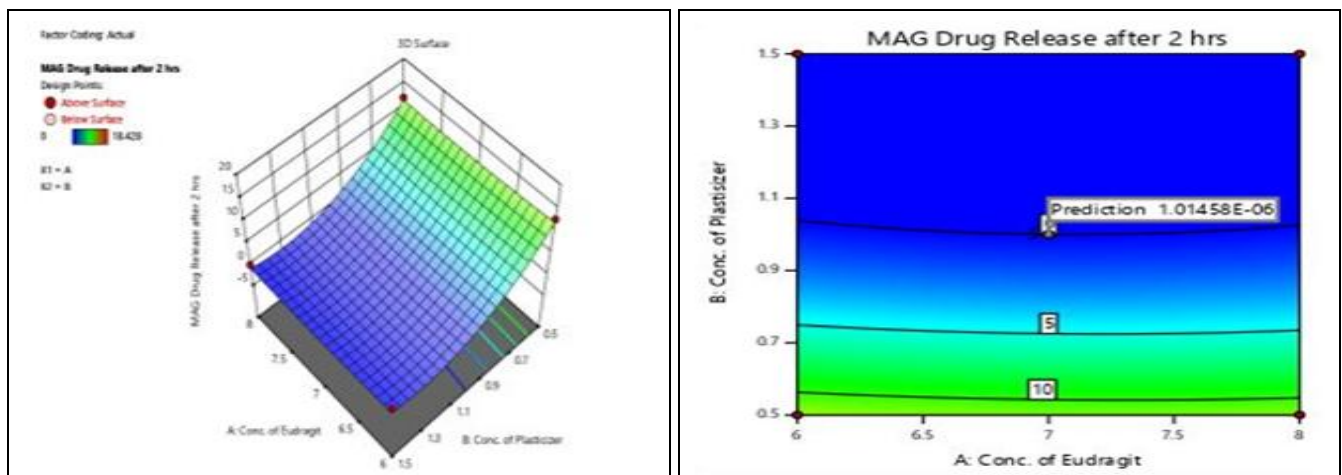 Factor Coding: Actual
3D Surface
MAG Drug Release after 2 hrs
Design Points:
Above Surface
Below Surface
0 18.428
X1 = A
X2 = B
20
15
10
5
0
-5
MAG Drug Release after 2 hrs
8
7.5
7
6.5
6
A: Conc. of Eudragit
1.5
1.3
1.1
0.9
0.7
0.5
B: Conc. of Plastisizer
MAG Drug Release after 2 hrs
1.5
1.3
1.1
0.9
0.7
0.5
B: Conc. of Plastisizer
Prediction 1.01458E-06
5
10
6
6.5
7
7.5
8
A: Conc. of Eudragit